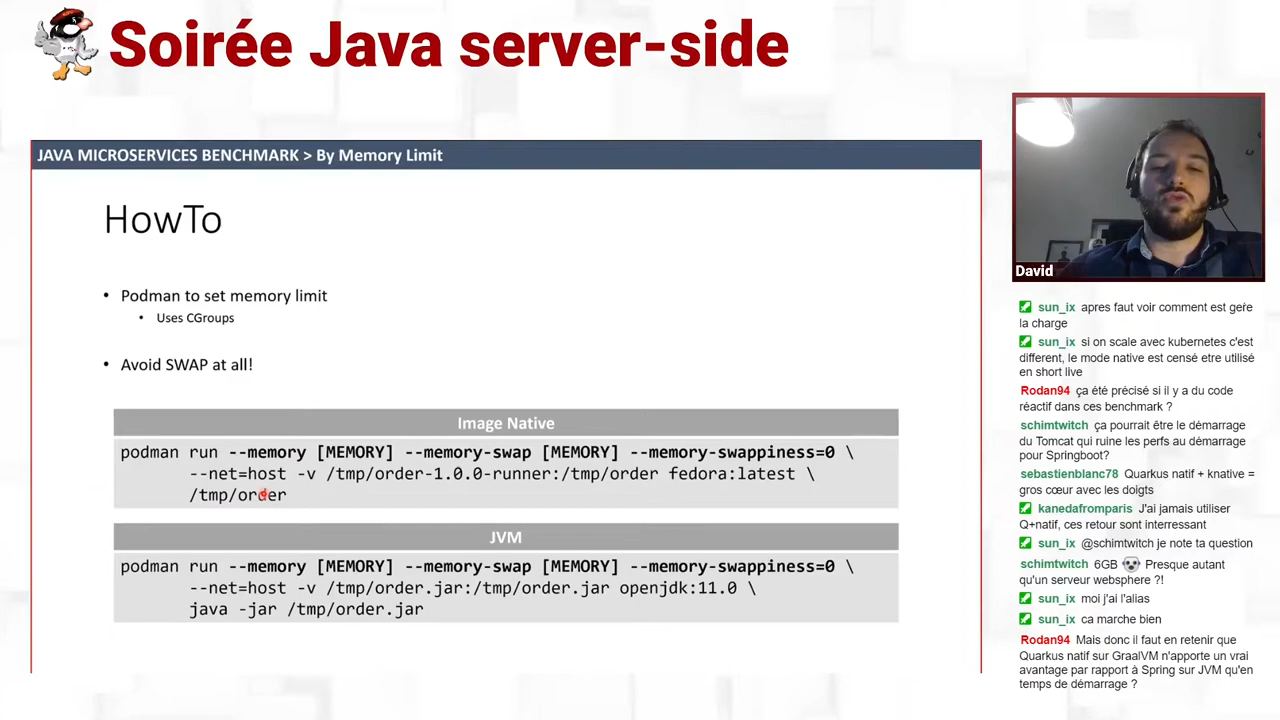 Soirée Java server-side
JAVA MICROSERVICES BENCHMARK > By Memory Limit
HowTo
• Podman to set memory limit
• Uses CGroups
• Avoid SWAP at all!
Image Native
podman run --memory [MEMORY] --memory-swap [MEMORY] --memory-swappiness=0 \
--net=host -v /tmp/order-1.0.0-runner:/tmp/order fedora:latest \
/tmp/order
JVM
podman run --memory [MEMORY] --memory-swap [MEMORY] --memory-swappiness=0 \
--net=host -v /tmp/order.jar:/tmp/order.jar openjdk:11.0 \
java -jar /tmp/order.jar
David
sun_ix apres faut voir comment est geŕe
la charge
sun_ix si on scale avec kubernetes c'est
different, le mode native est censé etre utilisé
en short live
Rodan94 ça été précisé si il y a du code
réactif dans ces benchmark ?
schimtwitch ça pourrait être le démarrage
du Tomcat qui ruine les perfs au démarrage
pour Springboot?
sebastienblanc78 Quarkus natif + knative =
gros cœur avec les doigts
kanedafromparis J'ai jamais utiliser
Q+natif, ces retour sont interressant
sun_ix @schimtwitch je note ta question
schimtwitch 6GB Presque autant
qu'un serveur websphere ?!
sun_ix moi j'ai l'alias
sun_ix ca marche bien
Rodan94 Mais donc il faut en retenir que
Quarkus natif sur GraalVM n'apporte un vrai
avantage par rapport à Spring sur JVM qu'en
temps de démarrage ?